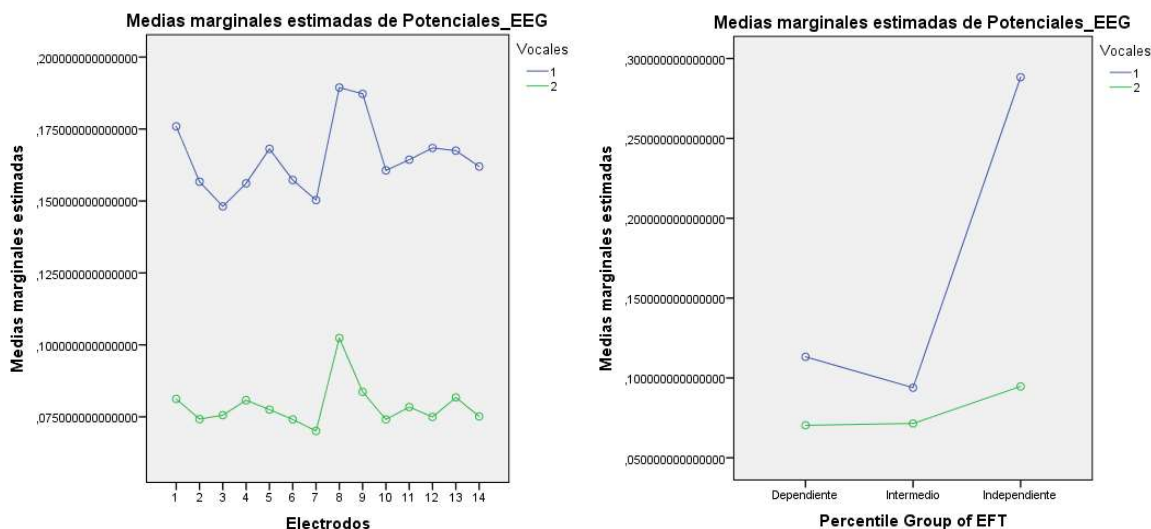 Medias marginales estimadas de Potenciales_EEG
Vocales
1
2
Medias marginales estimadas
,200000000000000
,175000000000000
,150000000000000
,125000000000000
,100000000000000
,075000000000000
1 2 3 4 5 6 7 8 9 10 11 12 13 14
Electrodos
Medias marginales estimadas de Potenciales_EEG
Vocales
1
2
Medias marginales estimadas
,300000000000000
,250000000000000
,200000000000000
,150000000000000
,100000000000000
,050000000000000
Dependiente Intermedio Independiente
Percentile Group of EFT